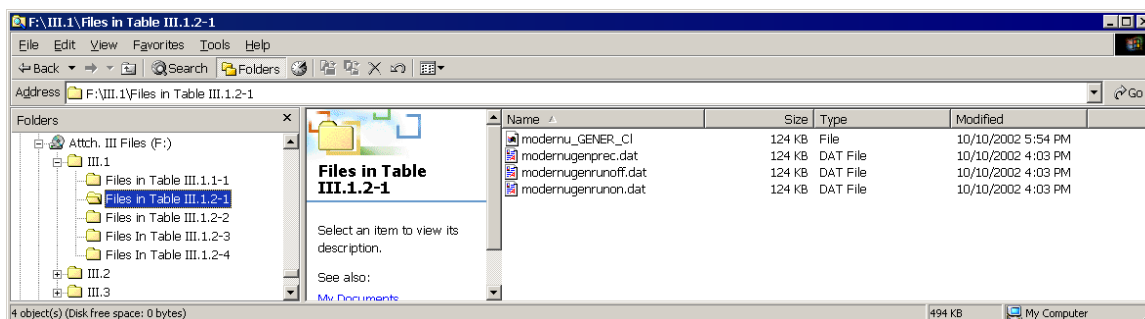 F:\III.1\Files in Table III.1.2-1
File Edit View Favorites Tools Help
Back Search Folders
Address F:\III.1\Files in Table III.1.2-1 Go
Folders
Attch. III Files (F:)
III.1
Files in Table III.1.1-1
Files in Table III.1.2-1
Files in Table III.1.2-2
Files In Table III.1.2-3
Files In Table III.1.2-4
III.2
III.3
Files in Table
III.1.2-1
Select an item to view its
description.
See also:
My Documents
Name Size Type Modified
modernu_GENER_Cl 124 KB File 10/10/2002 5:54 PM
modernugenprec.dat 124 KB DAT File 10/10/2002 4:03 PM
modernugenrunoff.dat 124 KB DAT File 10/10/2002 4:03 PM
modernugenrunon.dat 124 KB DAT File 10/10/2002 4:03 PM
4 object(s) (Disk free space: 0 bytes) 494 KB My Computer